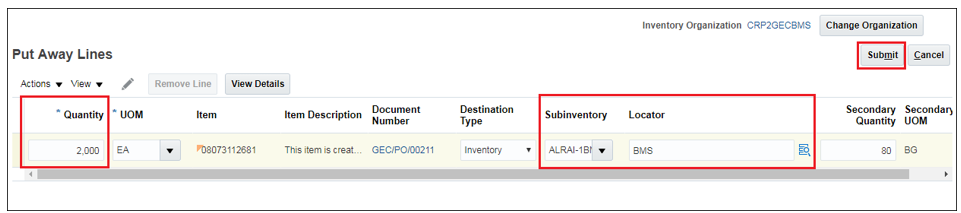 Inventory Organization CRP2GECBMS Change Organization
Put Away Lines Submit Cancel
Actions View Remove Line View Details
* Quantity * UOM Item Item Description Document Number Destination Type Subinventory Locator Secondary Quantity Secondary UOM
2,000 EA 08073112681 This item is creat... GEC/PO/00211 Inventory ALRAI-1BM BMS 80 BG